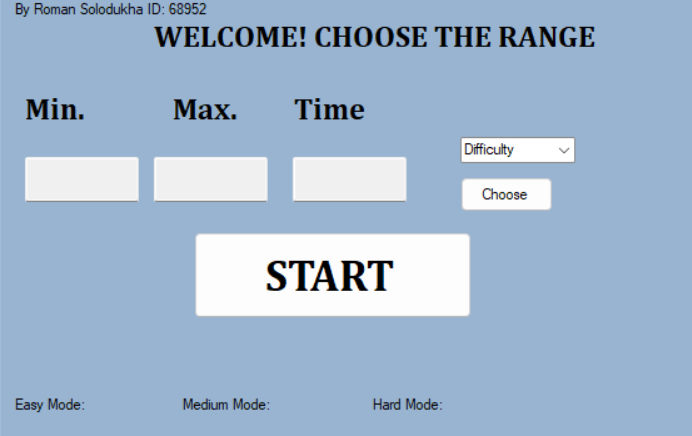 By Roman Solodukha ID: 68952
WELCOME! CHOOSE THE RANGE
Min. Max. Time
Difficulty
Choose
START
Easy Mode: Medium Mode: Hard Mode: